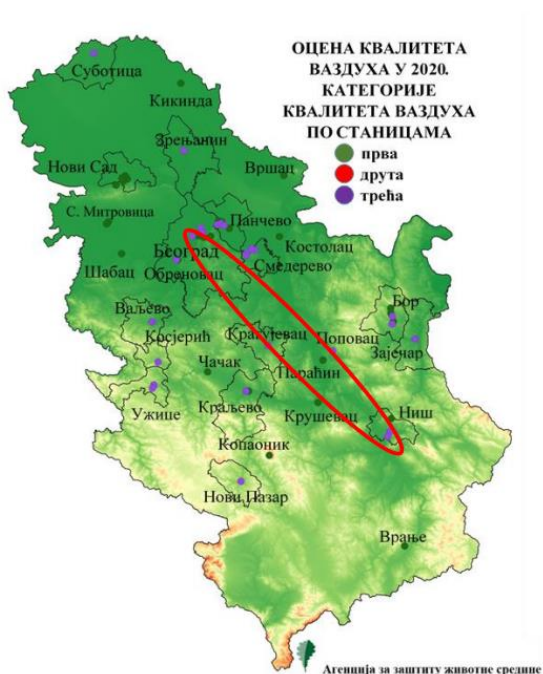 ОЦЕНА КВАЛИТЕТА
ВАЗДУХА У 2020.
КАТЕГОРИЈЕ
КВАЛИТЕТА ВАЗДУХА
ПО СТАНИЦАМА
прва
друга
трећа
Суботица
Кикинда
Зрењанин
Нови Сад
Вршац
С. Митровица
Панчево
Београд
Костолац
Шабац
Обреновац
Смедерево
Ваљево
Бор
Косјерић
Крагујевац
Поповац
Зајечар
Чачак
Параћин
Ужице
Краљево
Крушевац
Ниш
Копаоник
Нови Пазар
Врање
Агенција за заштиту животне средине